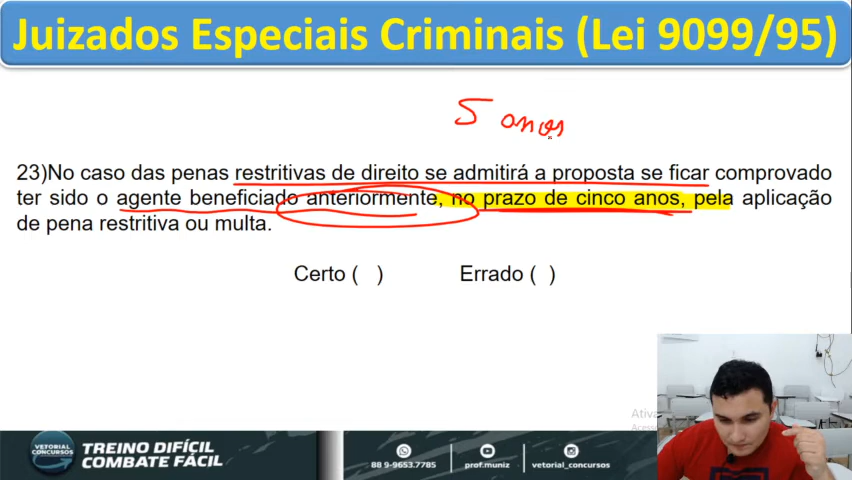 Juizados Especiais Criminais (Lei 9099/95)
5 anos
23)No caso das penas restritivas de direito se admitirá a proposta se ficar comprovado
ter sido o agente beneficiado anteriormente, no prazo de cinco anos, pela aplicação
de pena restritiva ou multa.
Certo ( ) Errado ( )
Ativa
Acess
VETORIAL
CONCURSOS
TREINO DIFÍCIL
COMBATE FÁCIL
88 9-9653.7785 prof.muniz vetorial_concursos